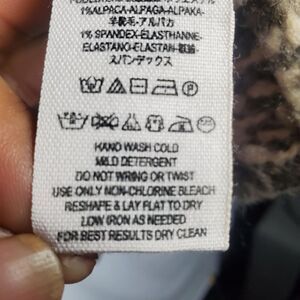 1%ALPACA-ALPAGA-ALPAKA-
羊駝毛-アルパカ
1% SPANDEX-ELASTHANNE-
ELASTANO-ELASTAN-
スパンデックス
HAND WASH COLD
MILD DETERGENT
DO NOT WRING OR TWIST
USE ONLY NON-CHLORINE BLEACH
RESHAPE & LAY FLAT TO DRY
LOW IRON AS NEEDED
FOR BEST RESULTS DRY CLEAN